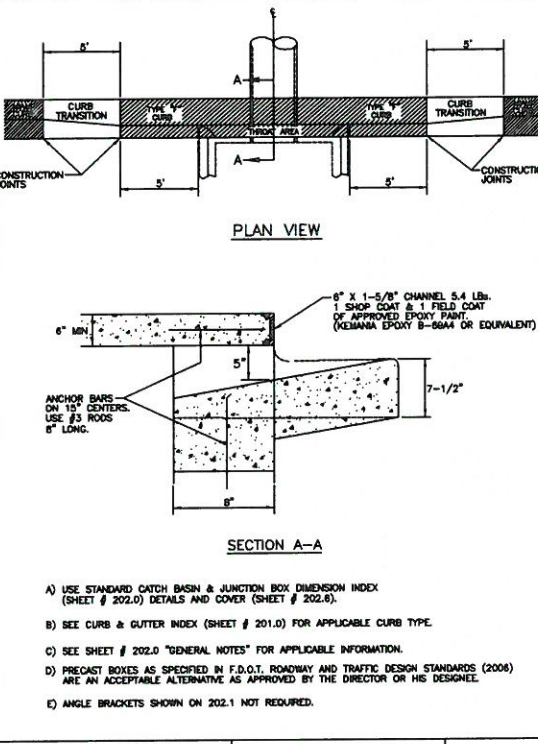 ℄
5'
5'
A
CURB
TRANSITION
TYPE "F"
CURB
TYPE "F"
CURB
CURB
TRANSITION
THROAT AREA
A
CONSTRUCTION
JOINTS
5'
5'
CONSTRUCTION
JOINTS
PLAN VIEW
6" X 1-5/8" CHANNEL 5.4 LBs.
1 SHOP COAT & 1 FIELD COAT
OF APPROVED EPOXY PAINT.
(KEMANIA EPOXY B-69A4 OR EQUIVALENT)
6" MIN
5"
7-1/2"
ANCHOR BARS
ON 15" CENTERS.
USE #3 RODS
8" LONG.
8"
SECTION A-A
A) USE STANDARD CATCH BASIN & JUNCTION BOX DIMENSION INDEX
(SHEET # 202.0) DETAILS AND COVER (SHEET # 202.6).
B) SEE CURB & GUTTER INDEX (SHEET # 201.0) FOR APPLICABLE CURB TYPE.
C) SEE SHEET # 202.0 "GENERAL NOTES" FOR APPLICABLE INFORMATION.
D) PRECAST BOXES AS SPECIFIED IN F.D.O.T. ROADWAY AND TRAFFIC DESIGN STANDARDS (2006)
ARE AN ACCEPTABLE ALTERNATIVE AS APPROVED BY THE DIRECTOR OR HIS DESIGNEE.
E) ANGLE BRACKETS SHOWN ON 202.1 NOT REQUIRED.